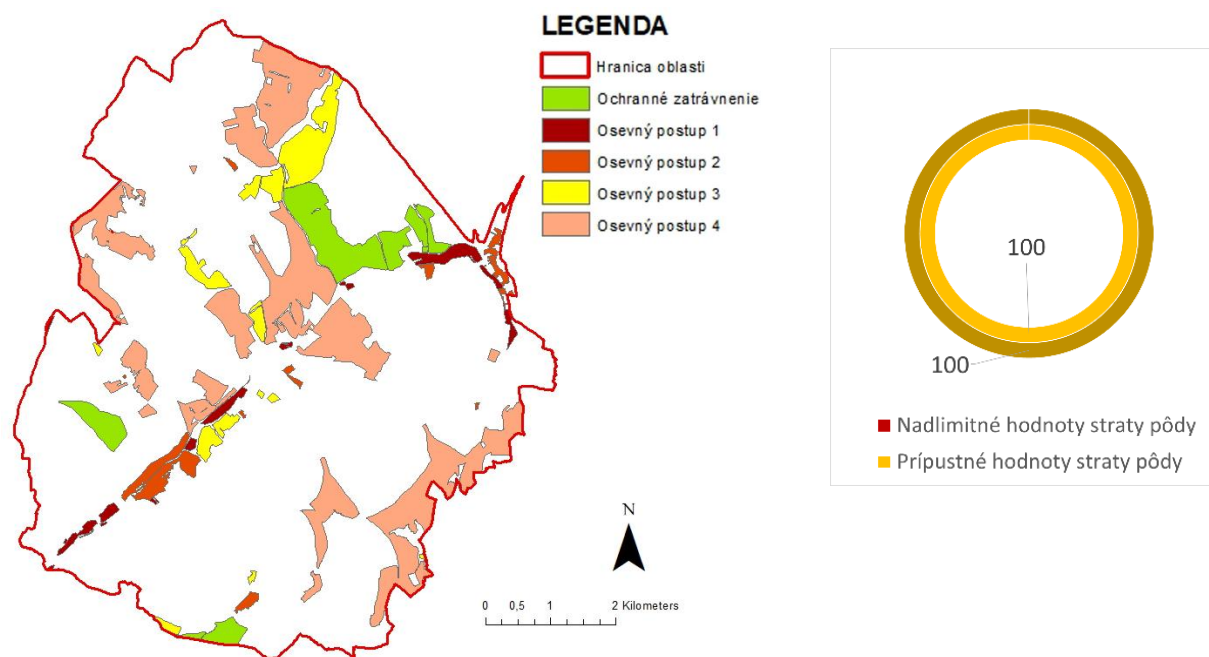 LEGENDA
Hranica oblasti
Ochranné zatrávnenie
Osevný postup 1
Osevný postup 2
Osevný postup 3
Osevný postup 4
N
0 0,5 1 2 Kilometers
100
100
Nadlimitné hodnoty straty pôdy
Prípustné hodnoty straty pôdy